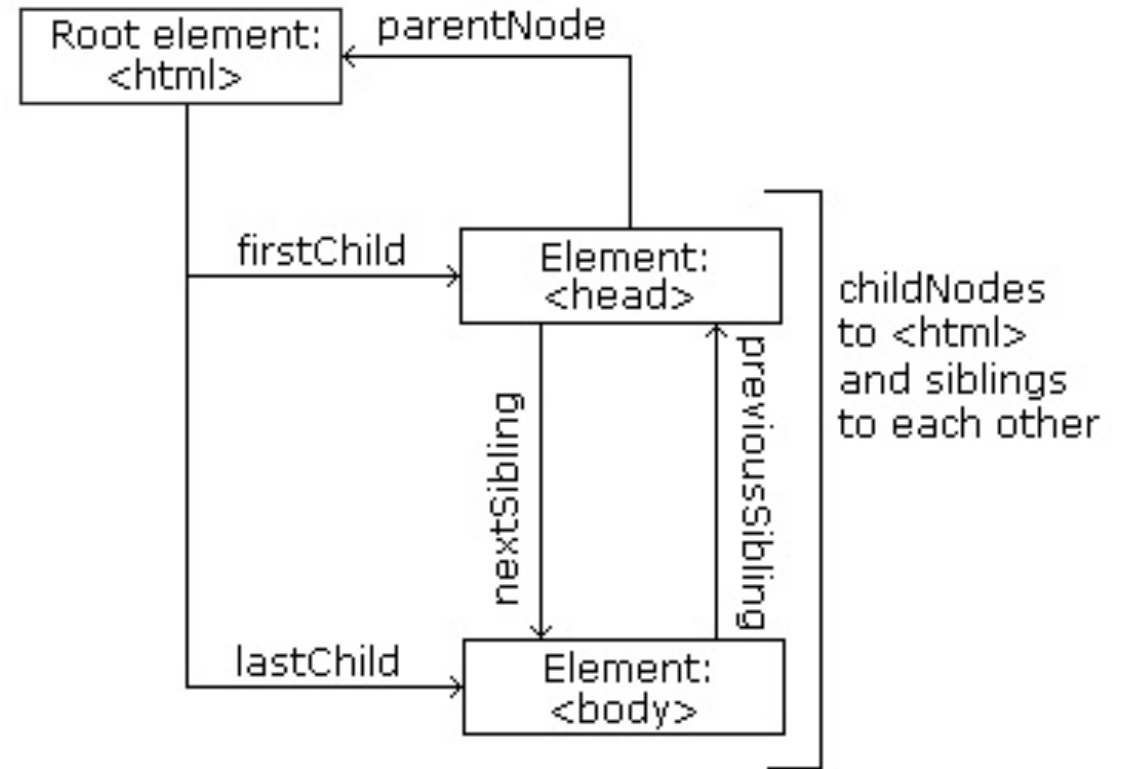 Root element:
<html>
parentNode
firstChild
Element:
<head>
childNodes
to <html>
and siblings
to each other
nextSibling
previousSibling
lastChild
Element:
<body>